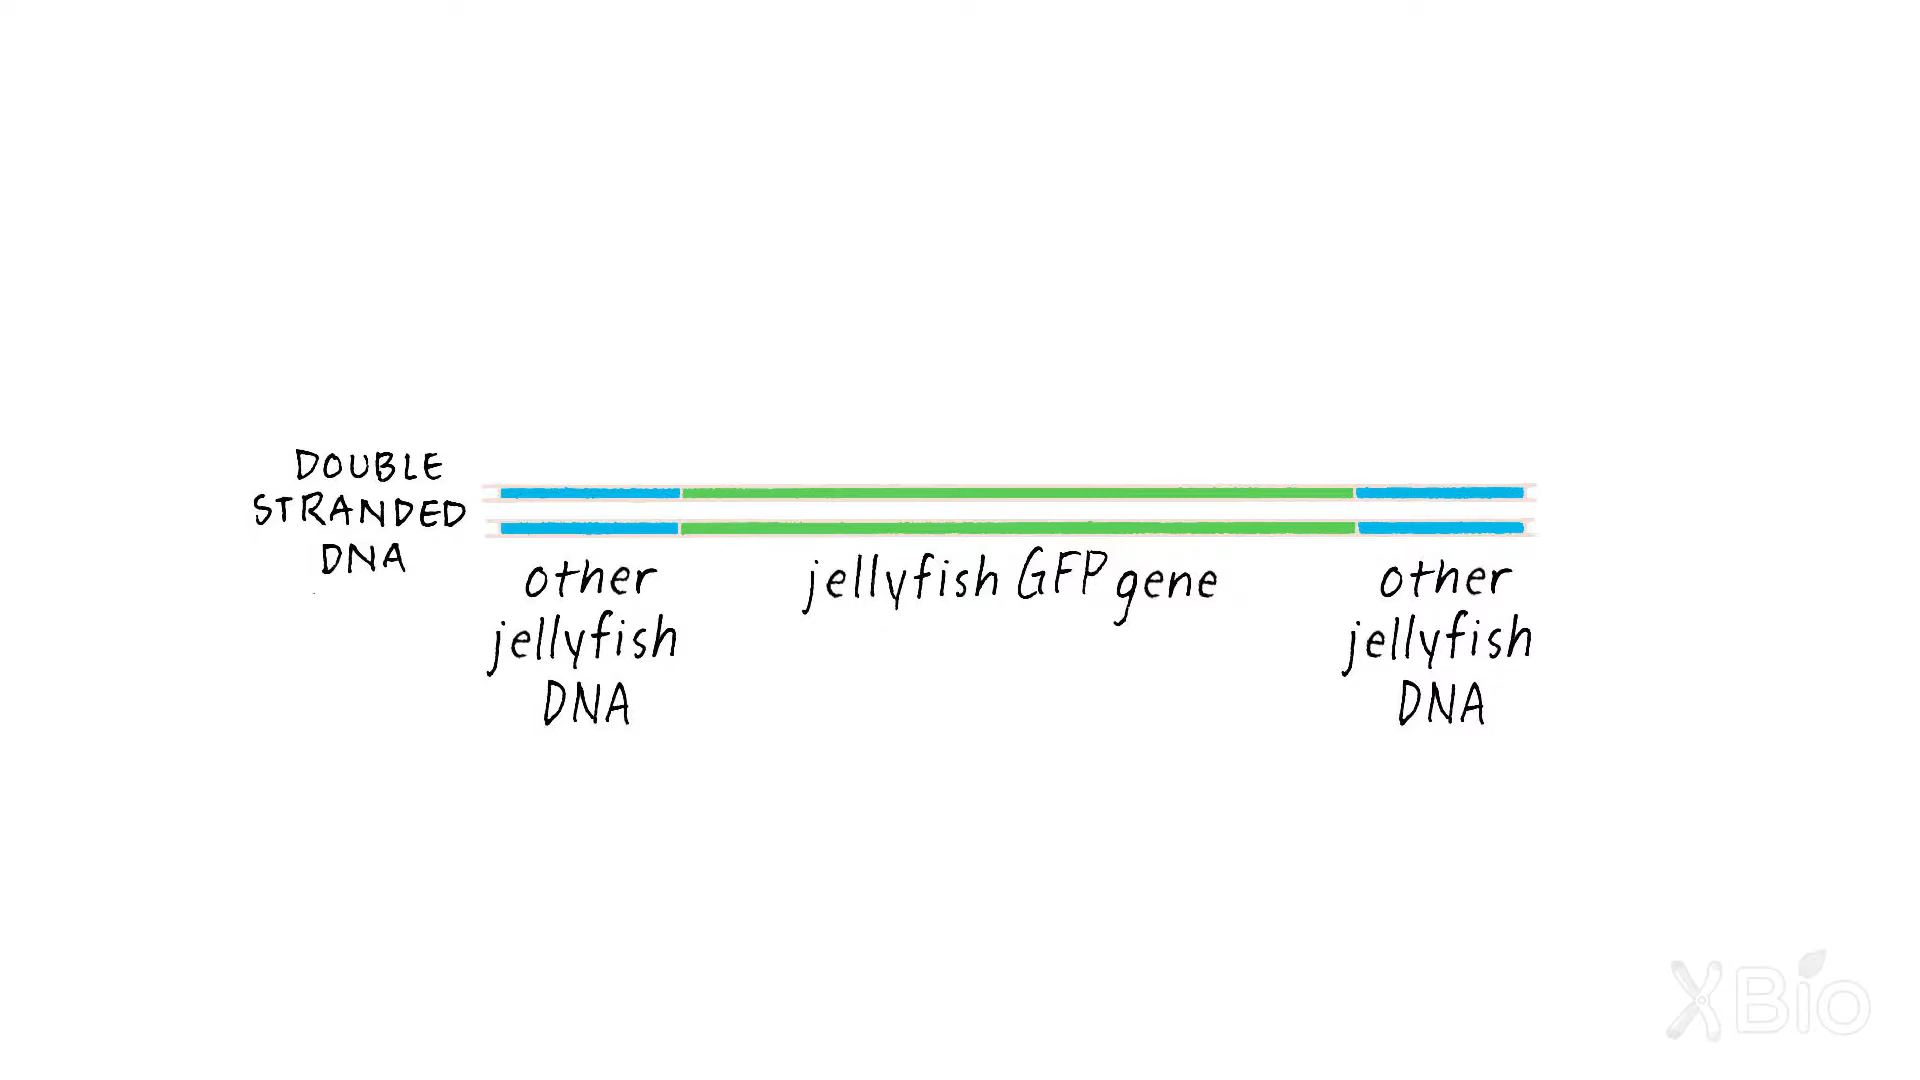 DOUBLE
STRANDED
DNA
other
jellyfish
DNA
jellyfish GFP gene
other
jellyfish
DNA
XBio